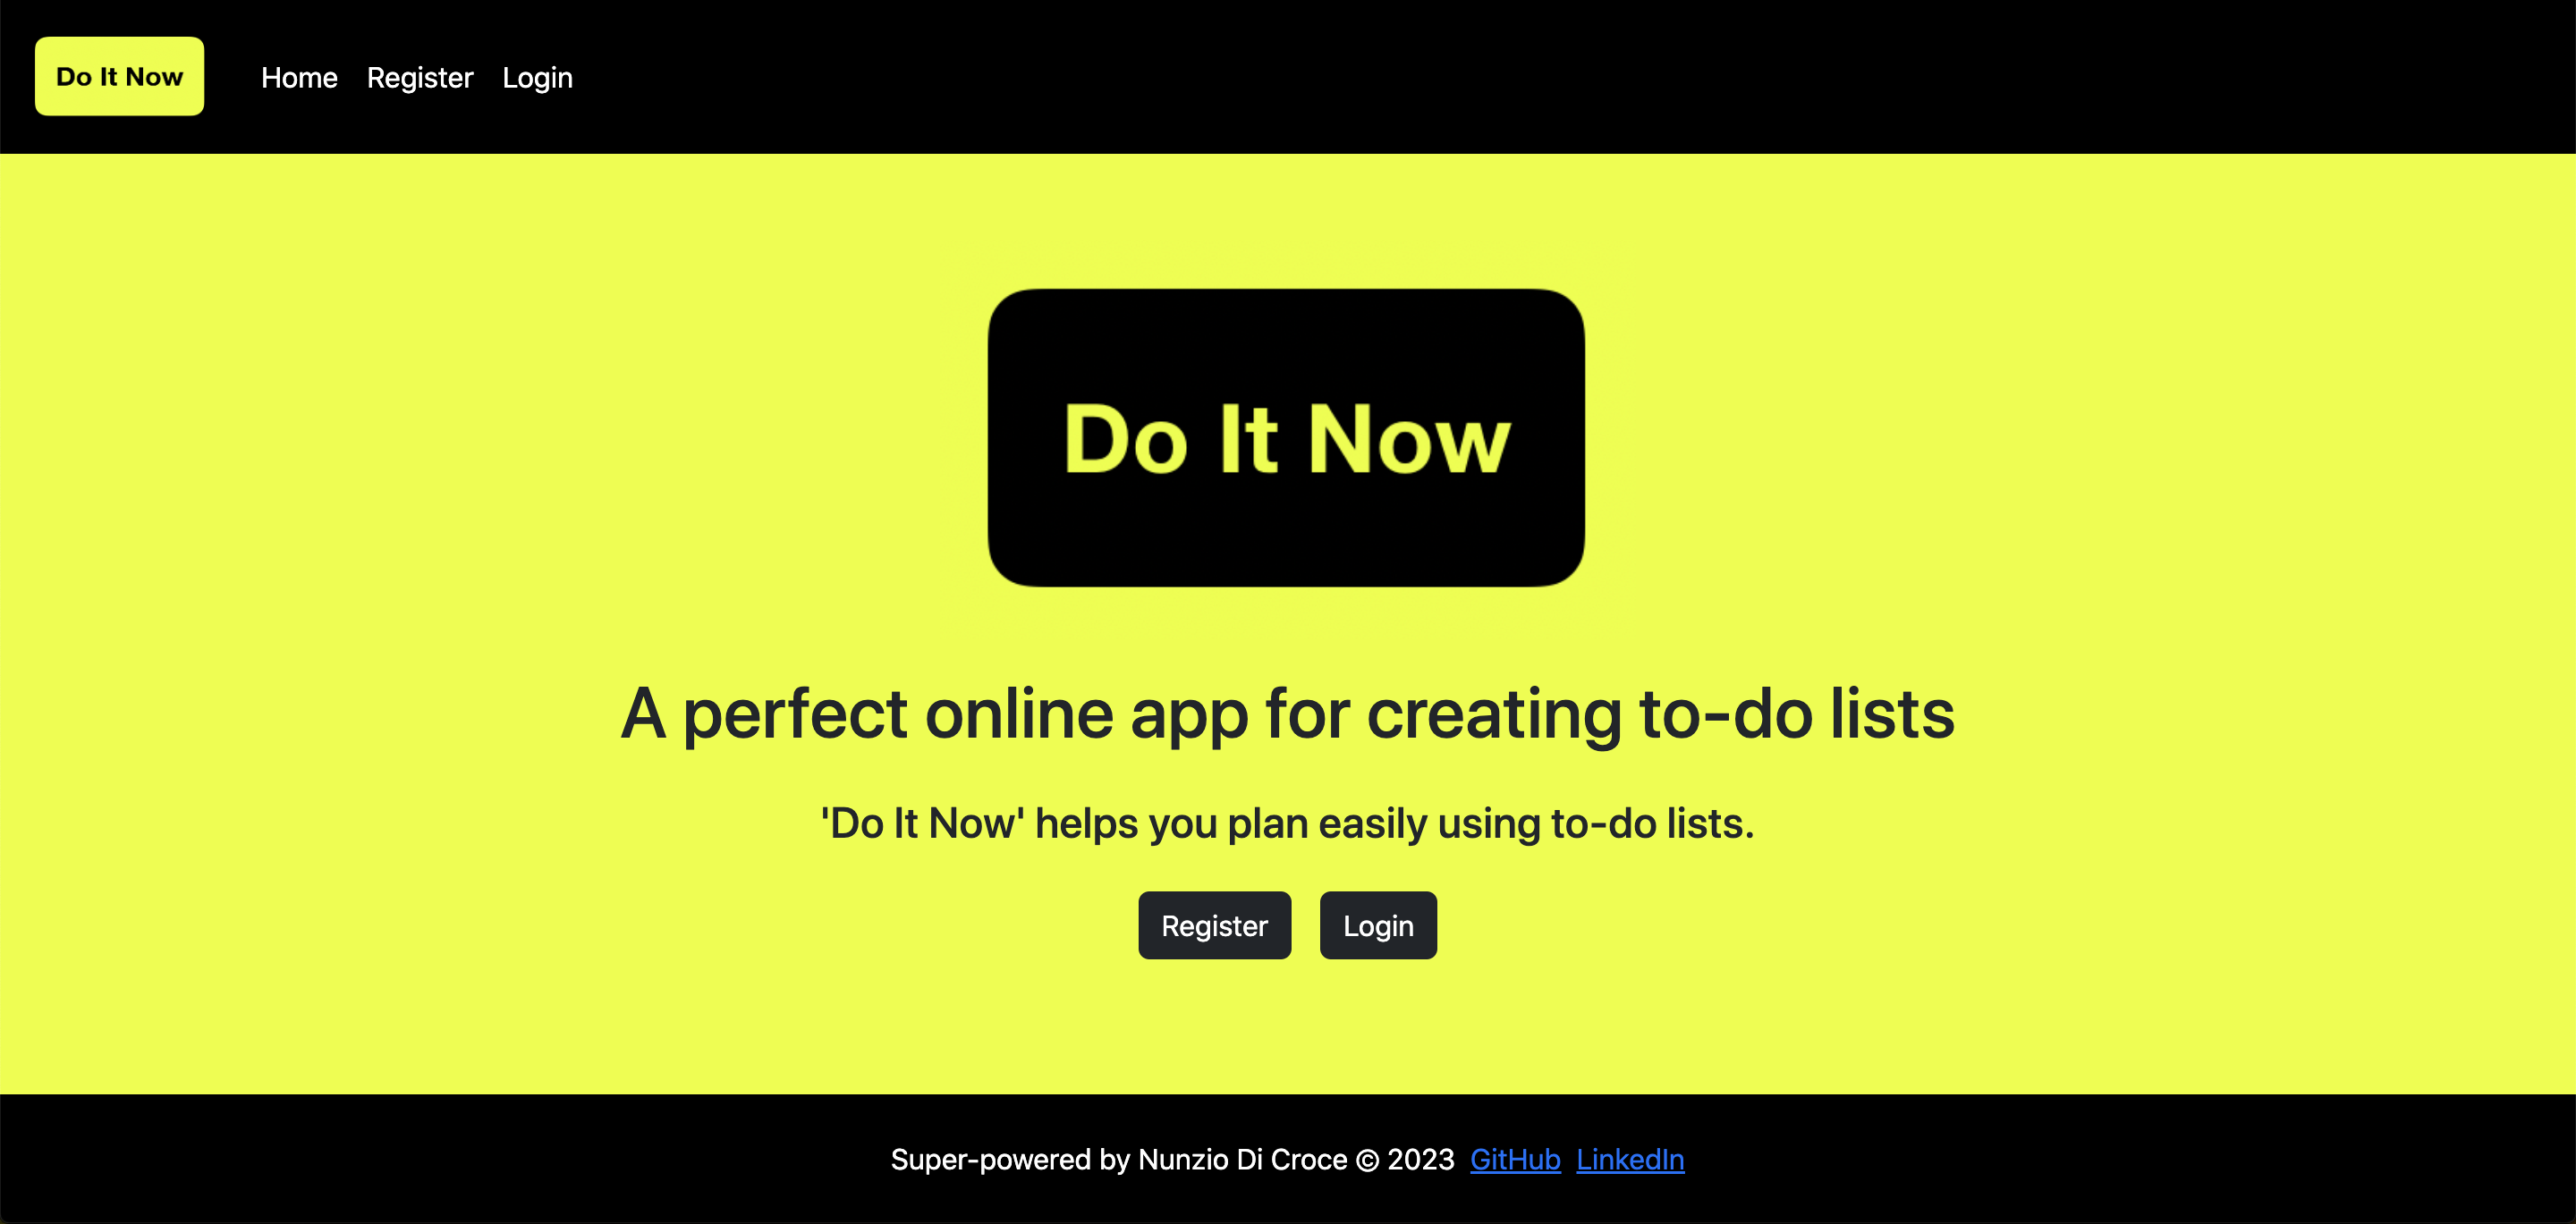 Do It Now Home Register Login
Do It Now
A perfect online app for creating to-do lists
'Do It Now' helps you plan easily using to-do lists.
Register Login
Super-powered by Nunzio Di Croce © 2023 GitHub LinkedIn